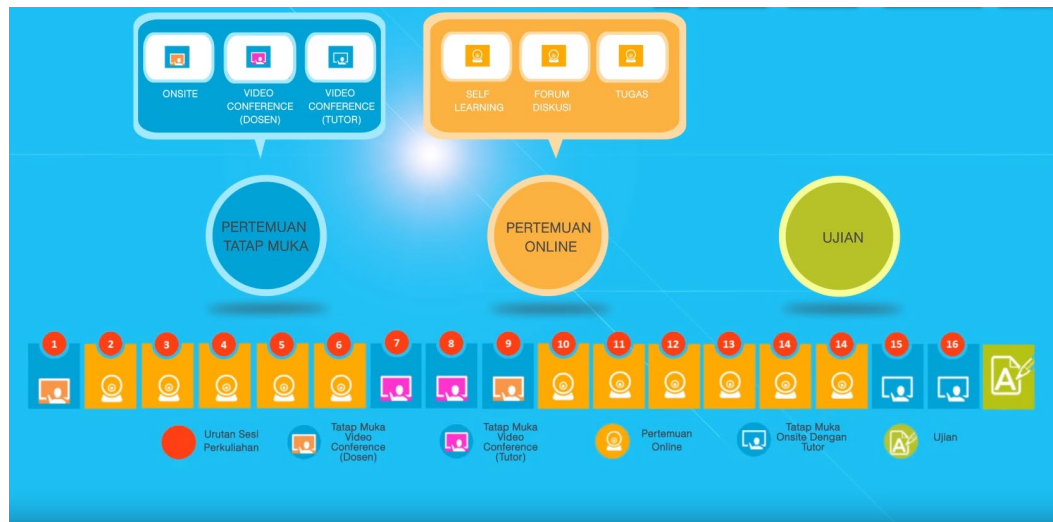 ONSITE
VIDEO
CONFERENCE
(DOSEN)
VIDEO
CONFERENCE
(TUTOR)
SELF
LEARNING
FORUM
DISKUSI
TUGAS
PERTEMUAN
TATAP MUKA
PERTEMUAN
ONLINE
UJIAN
1 2 3 4 5 6 7 8 9 10 11 12 13 14 14 15 16
A
Urutan Sesi
Perkuliahan
Tatap Muka
Video
Conference
(Dosen)
Tatap Muka
Video
Conference
(Tutor)
Pertemuan
Online
Tatap Muka
Onsite Dengan
Tutor
A
Ujian